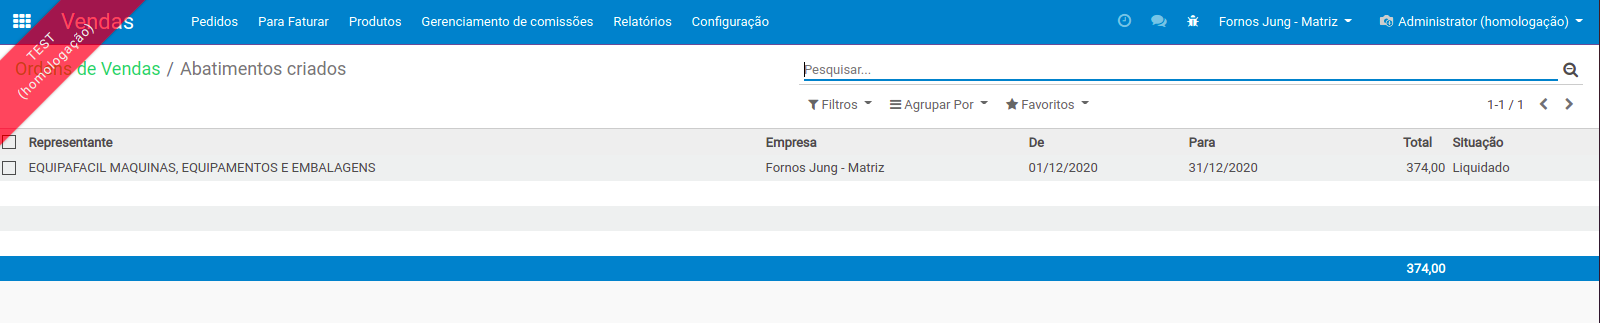 Vendas Pedidos Para Faturar Produtos Gerenciamento de comissões Relatórios Configuração Fornos Jung - Matriz Administrator (homologação)
TEST
(homologação)
Ordens de Vendas / Abatimentos criados Pesquisar...
Filtros Agrupar Por Favoritos 1-1 / 1
Representante Empresa De Para Total Situação
EQUIPAFACIL MAQUINAS, EQUIPAMENTOS E EMBALAGENS Fornos Jung - Matriz 01/12/2020 31/12/2020 374,00 Liquidado
374,00